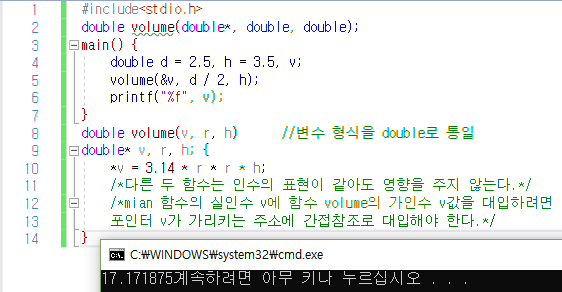 1 #include<stdio.h>
2 double volume(double*, double, double);
3 main() {
4 double d = 2.5, h = 3.5, v;
5 volume(&v, d / 2, h);
6 printf("%f", v);
7 }
8 double volume(v, r, h) //변수 형식을 double로 통일
9 double* v, r, h; {
10 *v = 3.14 * r * r * h;
11 /*다른 두 함수는 인수의 표현이 같아도 영향을 주지 않는다.*/
12 /*mian 함수의 실인수 v에 함수 volume의 가인수 v값을 대입하려면
13 포인터 v가 가리키는 주소에 간접참조로 대입해야 한다.*/
14 }
C:\WINDOWS\system32\cmd.exe
17.171875계속하려면 아무 키나 누르십시오 . . .